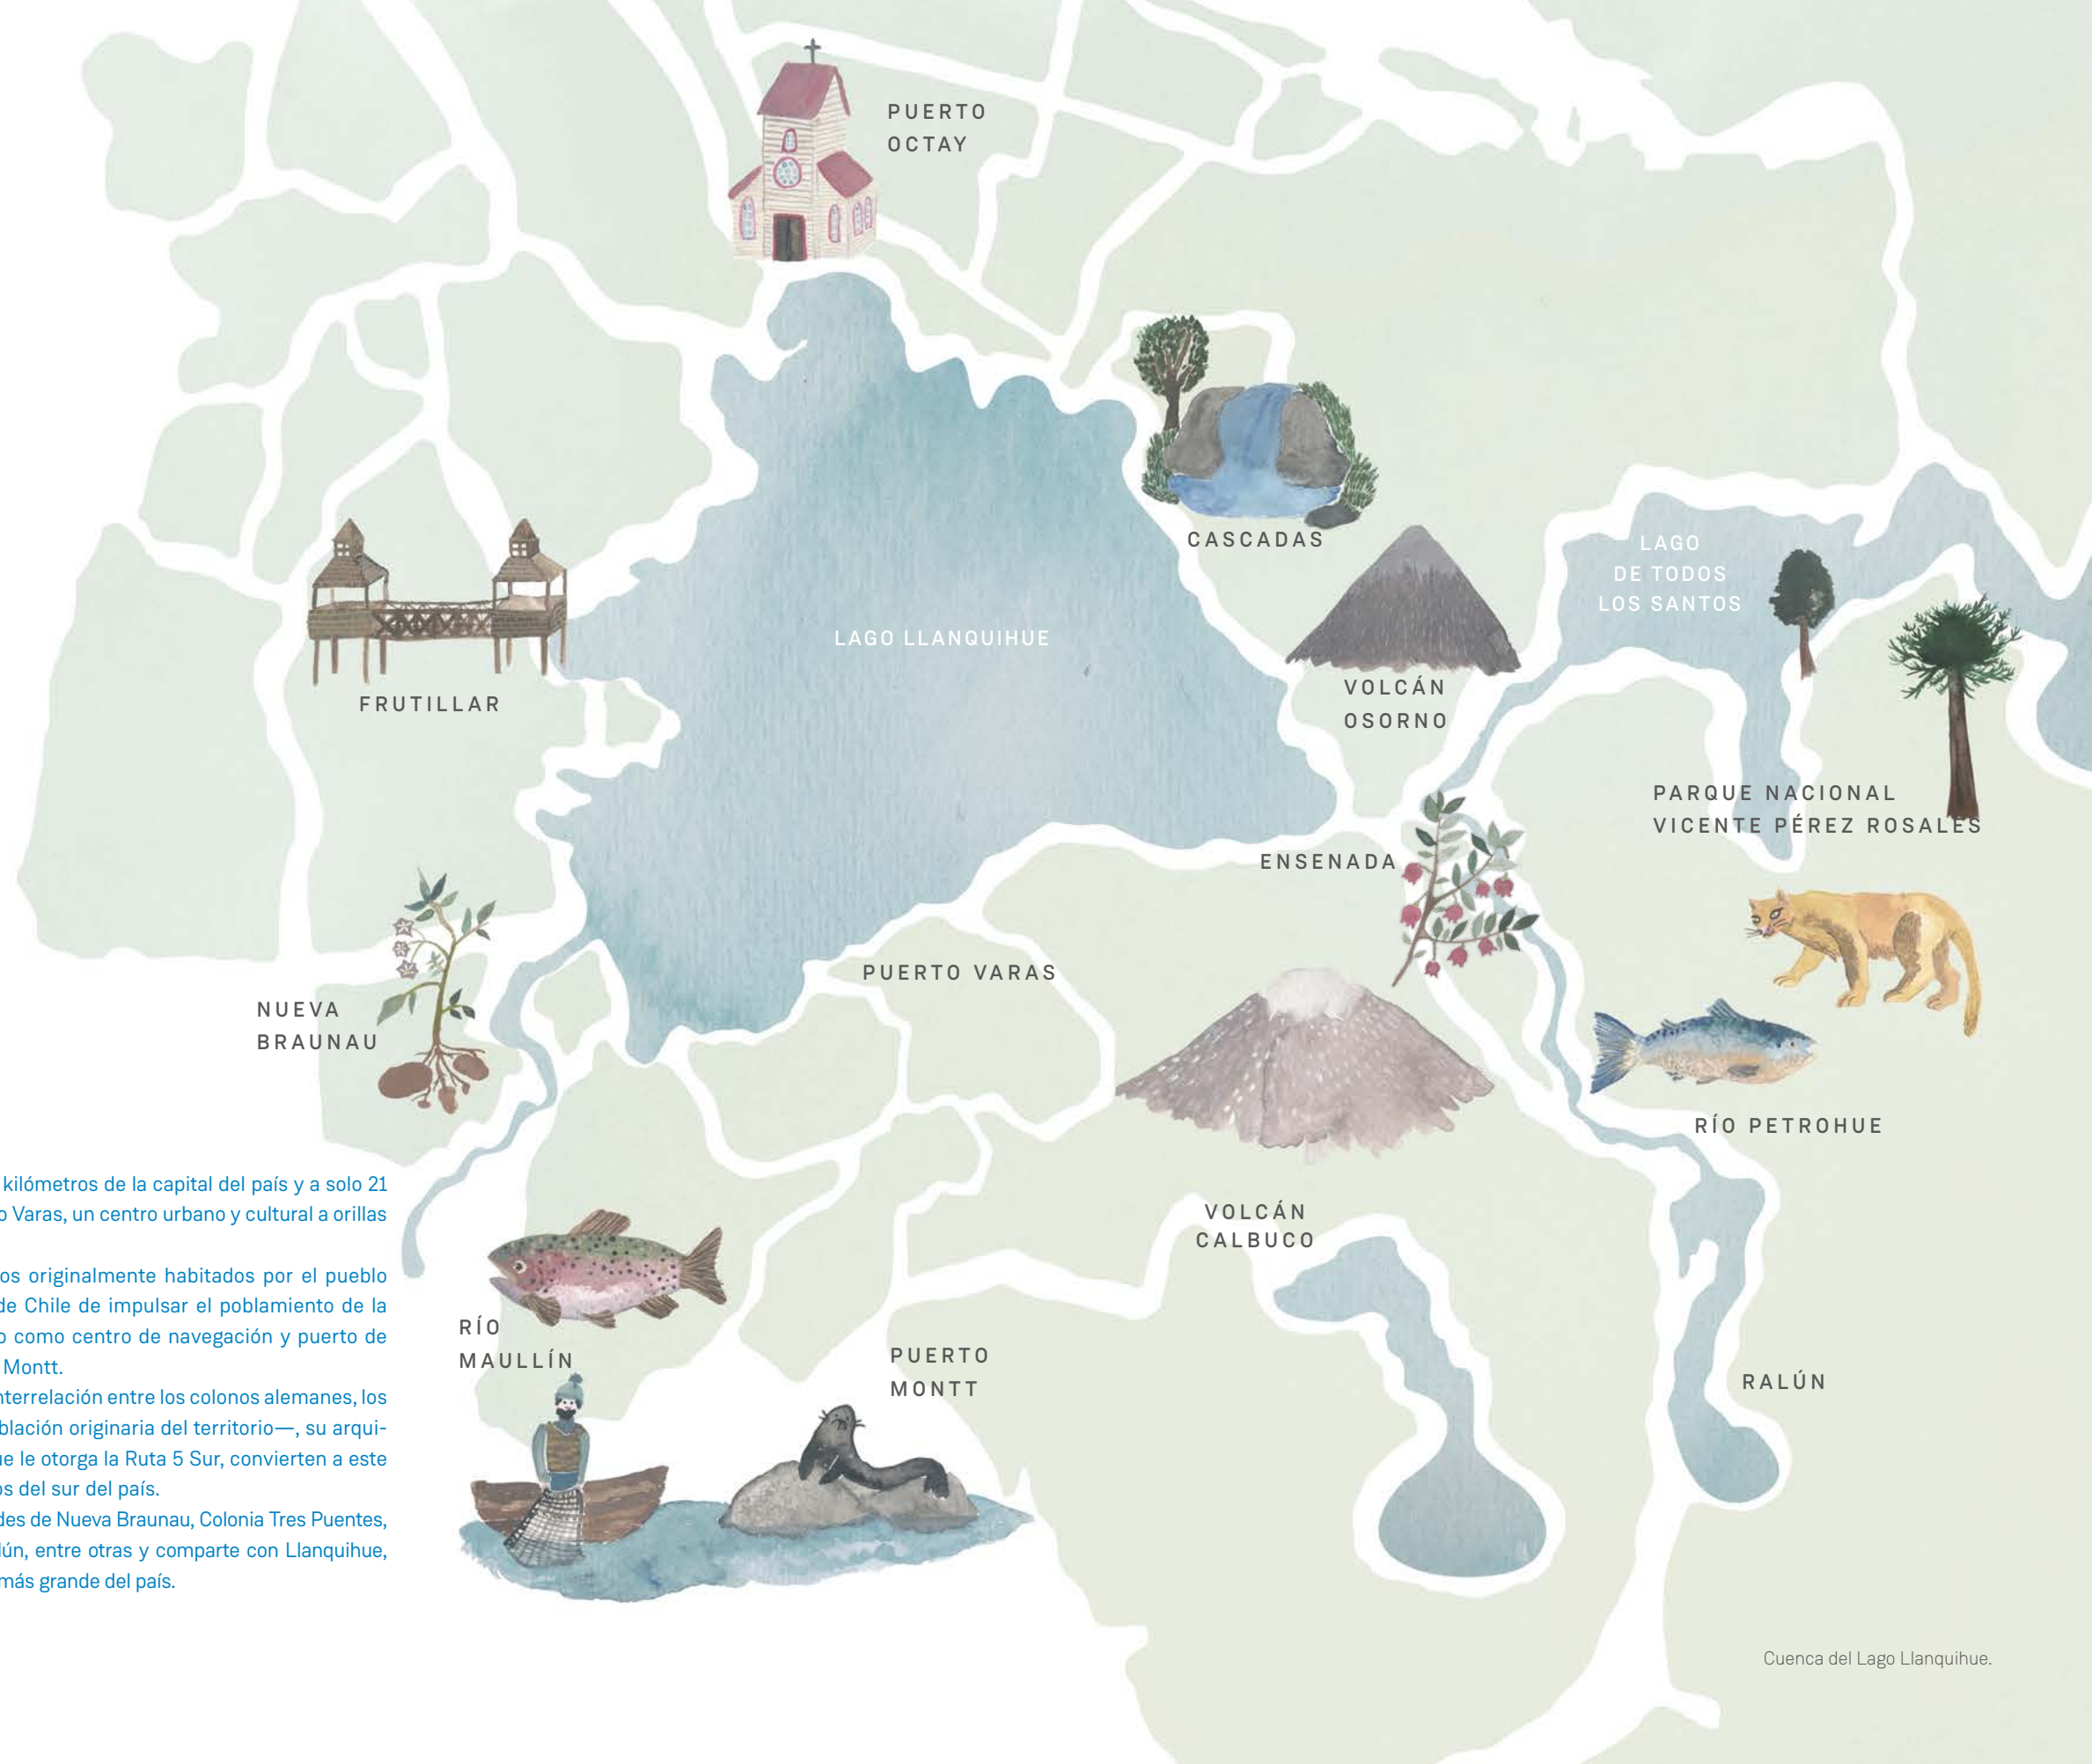 PUERTO
OCTAY
CASCADAS
LAGO
DE TODOS
LOS SANTOS
LAGO LLANQUIHUE
VOLCÁN
OSORNO
FRUTILLAR
PARQUE NACIONAL
VICENTE PÉREZ ROSALES
ENSENADA
PUERTO VARAS
NUEVA
BRAUNAU
RÍO PETROHUE
VOLCÁN
CALBUCO
RÍO
MAULLÍN
PUERTO
MONTT
RALÚN
kilómetros de la capital del país y a solo 21
o Varas, un centro urbano y cultural a orillas
os originalmente habitados por el pueblo
de Chile de impulsar el poblamiento de la
o como centro de navegación y puerto de
Montt.
nterrelación entre los colonos alemanes, los
blación originaria del territorio—, su arqui-
ue le otorga la Ruta 5 Sur, convierten a este
os del sur del país.
des de Nueva Braunau, Colonia Tres Puentes,
lún, entre otras y comparte con Llanquihue,
más grande del país.
Cuenca del Lago Llanquihue.